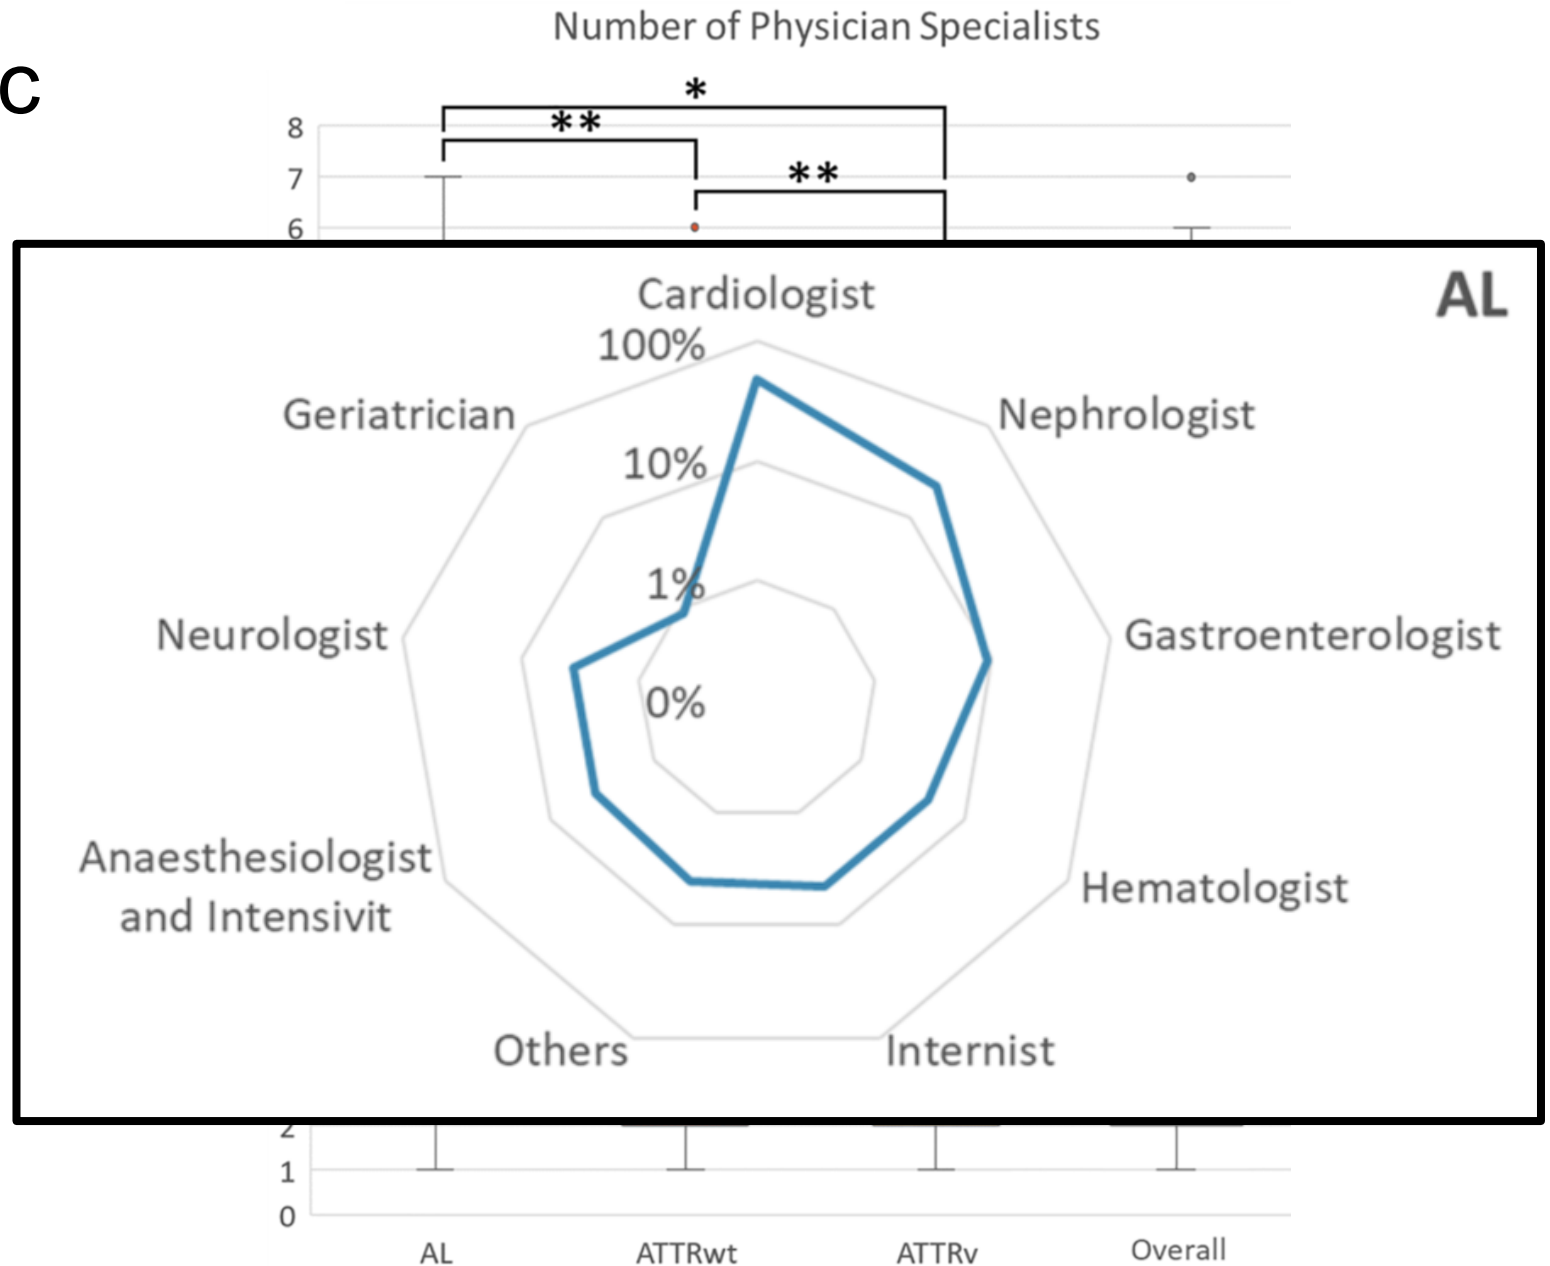 Number of Physician Specialists
C
*
**
8
**
7
6
AL
Cardiologist
100%
Geriatrician
Nephrologist
10%
1%
Neurologist
Gastroenterologist
0%
Anaesthesiologist
and Intensivit
Hematologist
Others
Internist
2
1
0
AL
ATTRwt
ATTRv
Overall